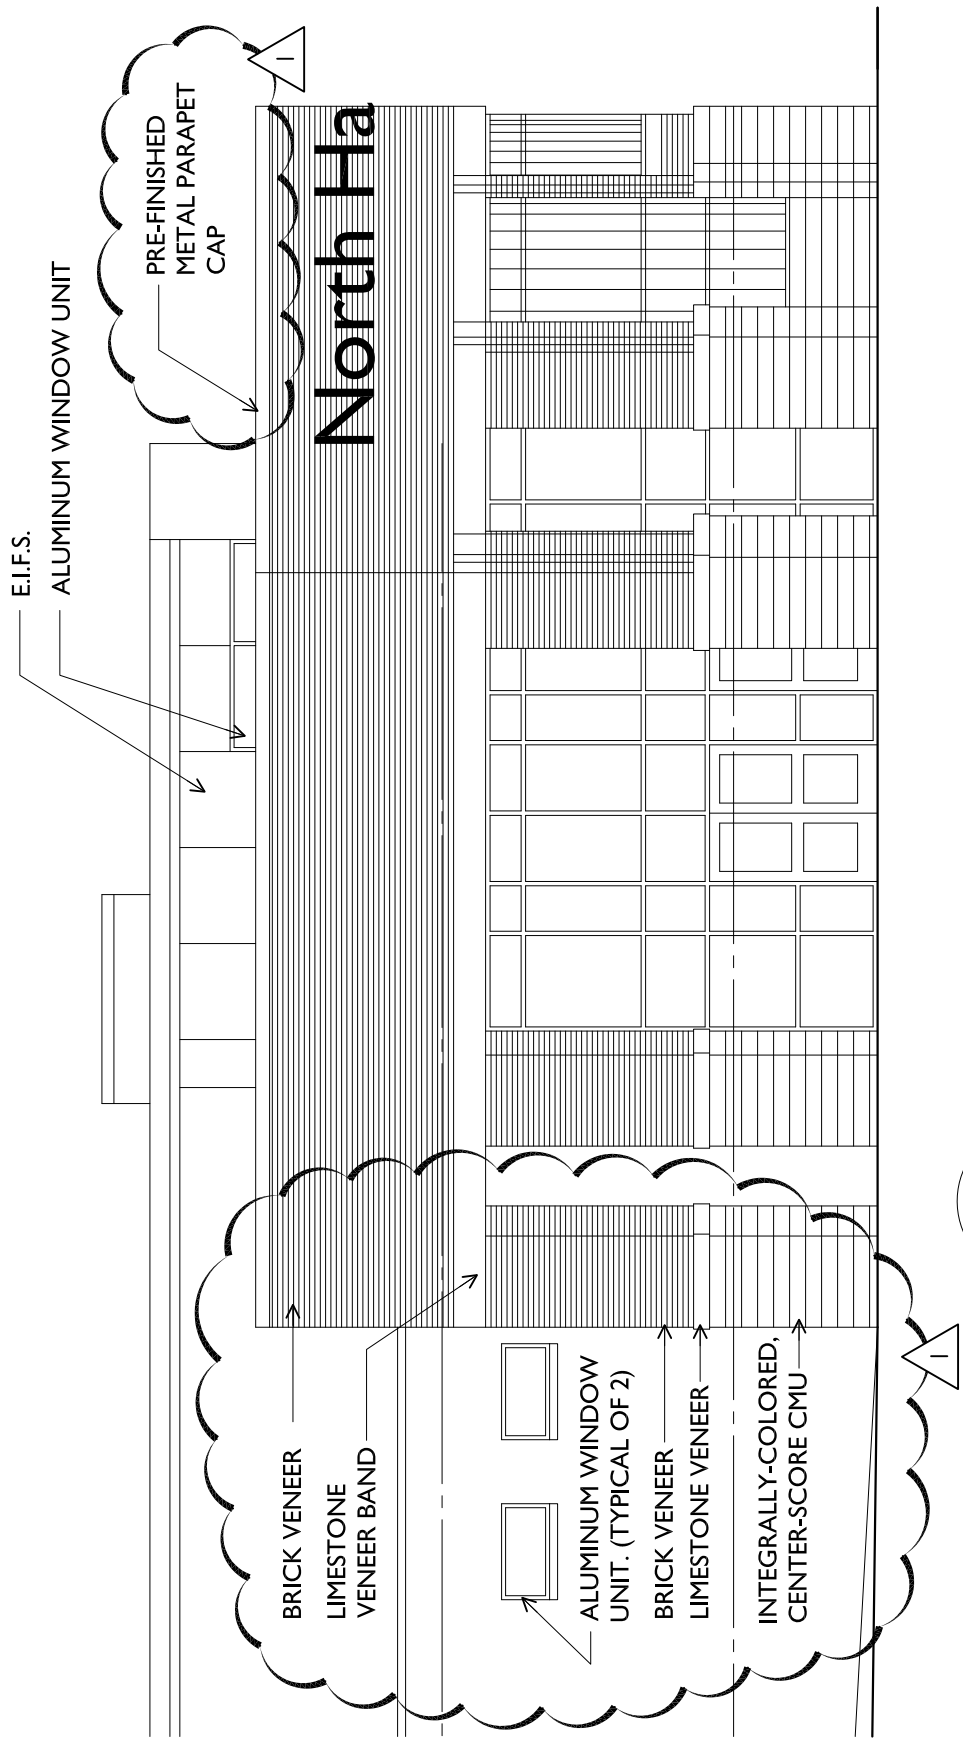 E.I.F.S.
ALUMINUM WINDOW UNIT
PRE-FINISHED
METAL PARAPET
CAP
1
North Ha
BRICK VENEER
LIMESTONE
VENEER BAND
ALUMINUM WINDOW
UNIT. (TYPICAL OF 2)
BRICK VENEER
LIMESTONE VENEER
INTEGRALLY-COLORED,
CENTER-SCORE CMU
1